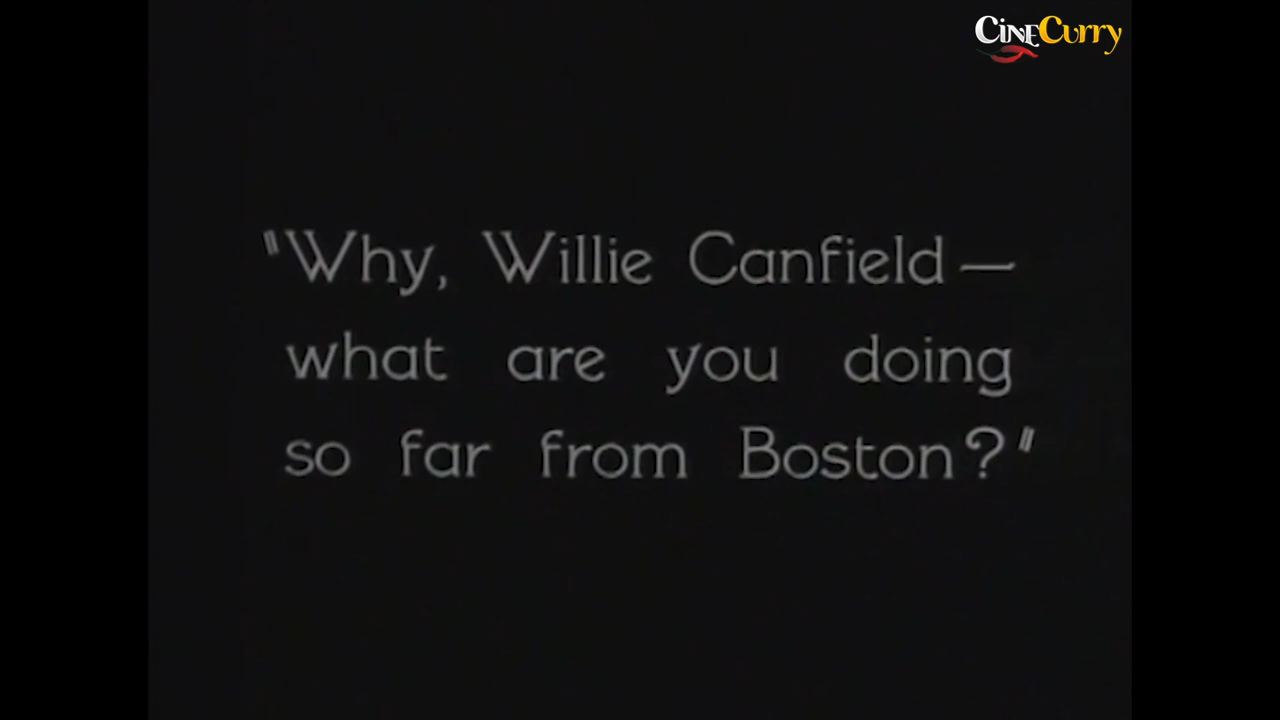 CineCurry
"Why, Willie Canfield —
what are you doing
so far from Boston?"